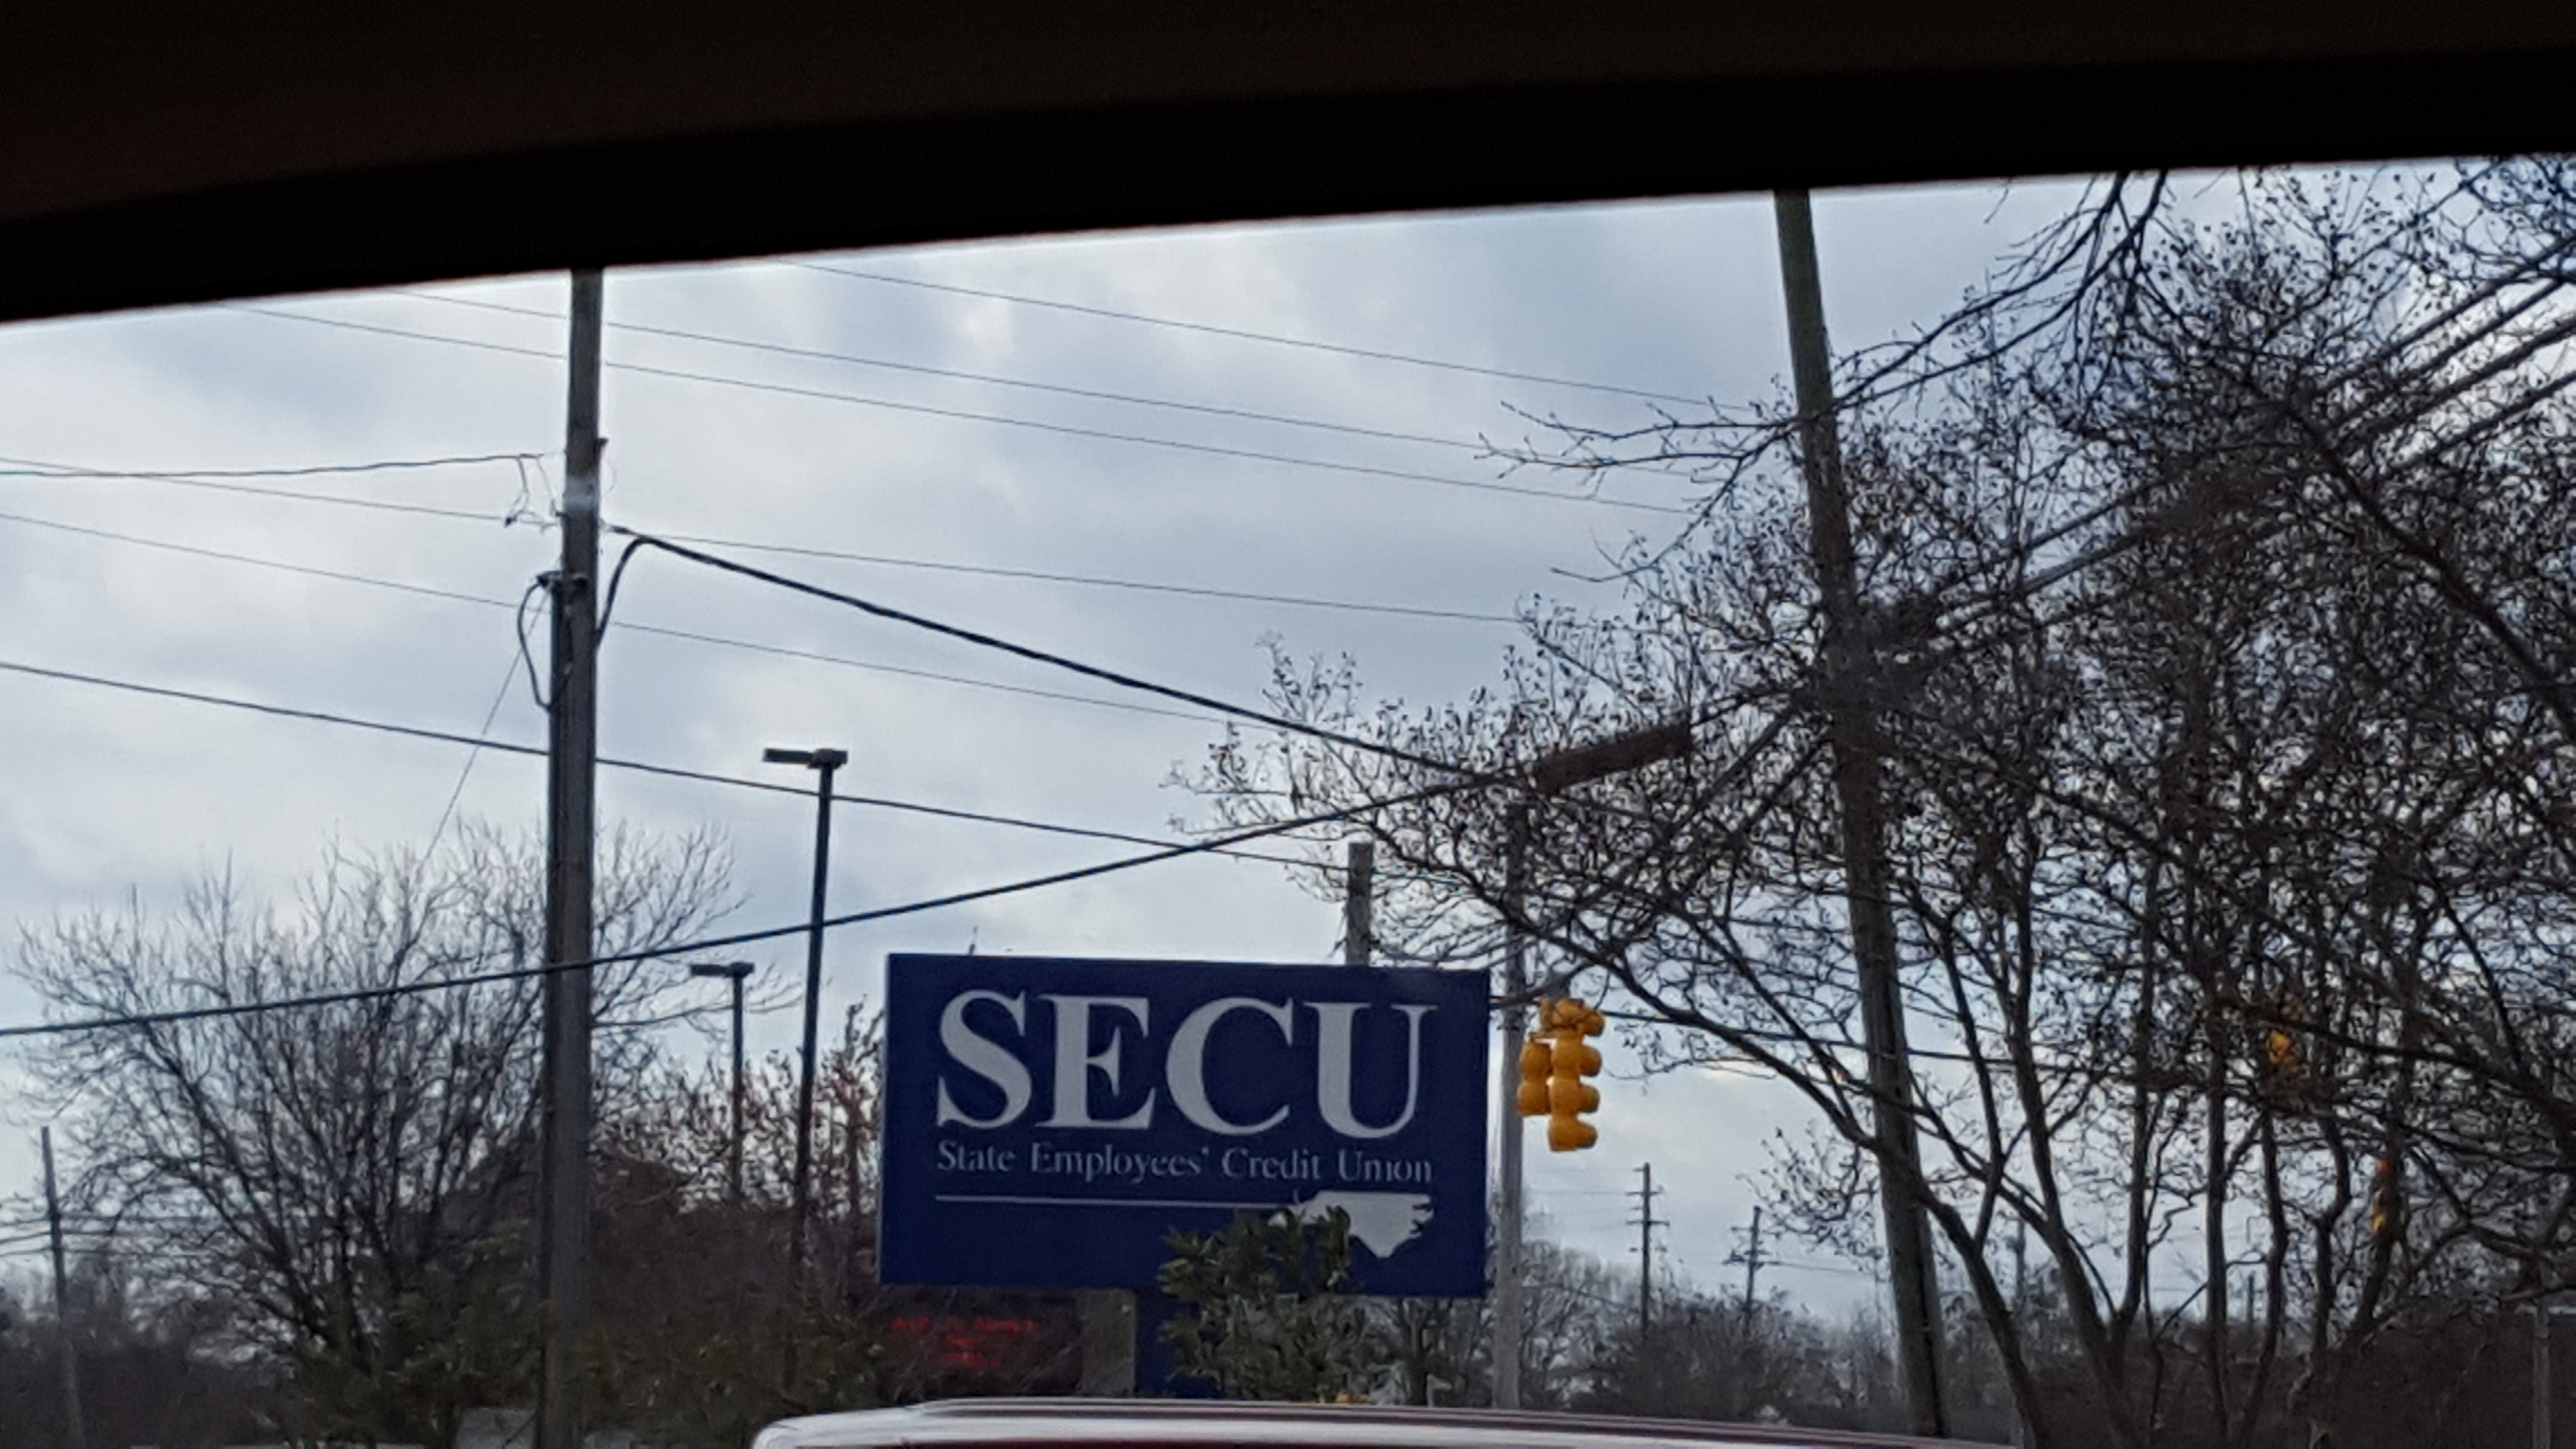 SECU
State Employees' Credit Union